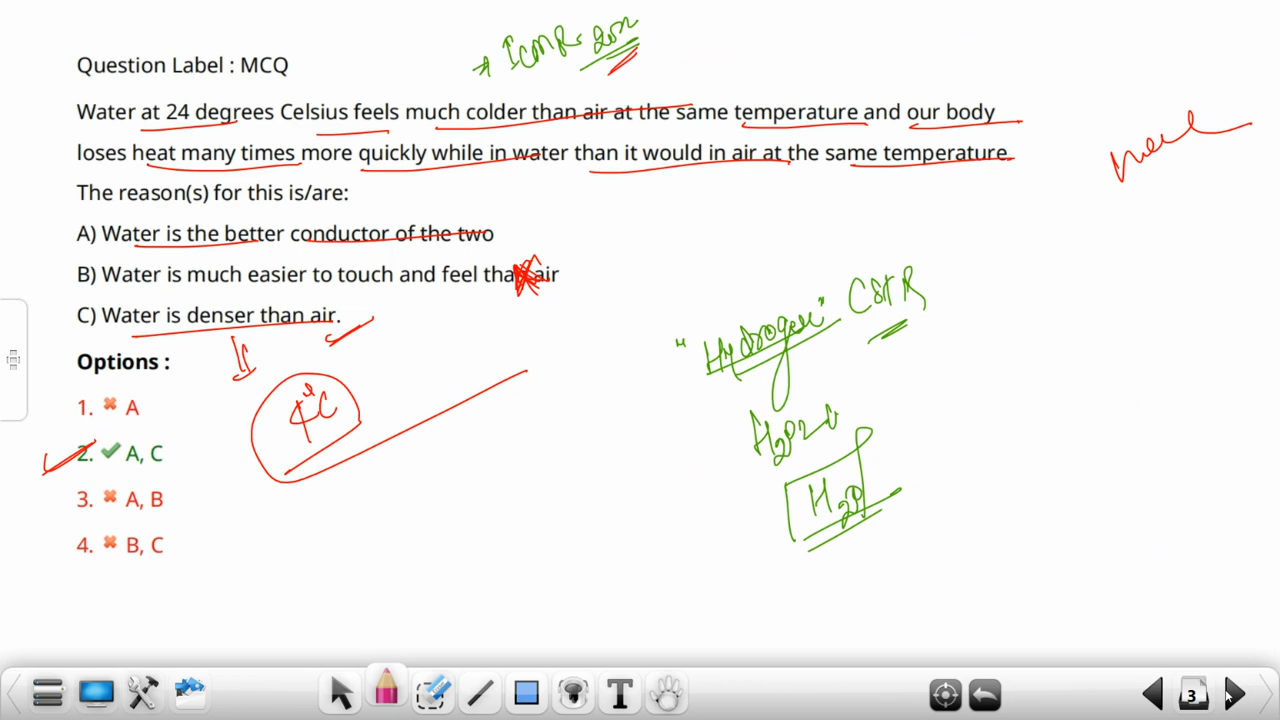 ICMR
Question Label : MCQ
Water at 24 degrees Celsius feels much colder than air at the same temperature and our body
loses heat many times more quickly while in water than it would in air at the same temperature.
The reason(s) for this is/are:
A) Water is the better conductor of the two
B) Water is much easier to touch and feel than air
C) Water is denser than air.
Options :
1. A
2. A, C
3. A, B
4. B, C
4°C
"Hydrogen" CSIR
H2O
3